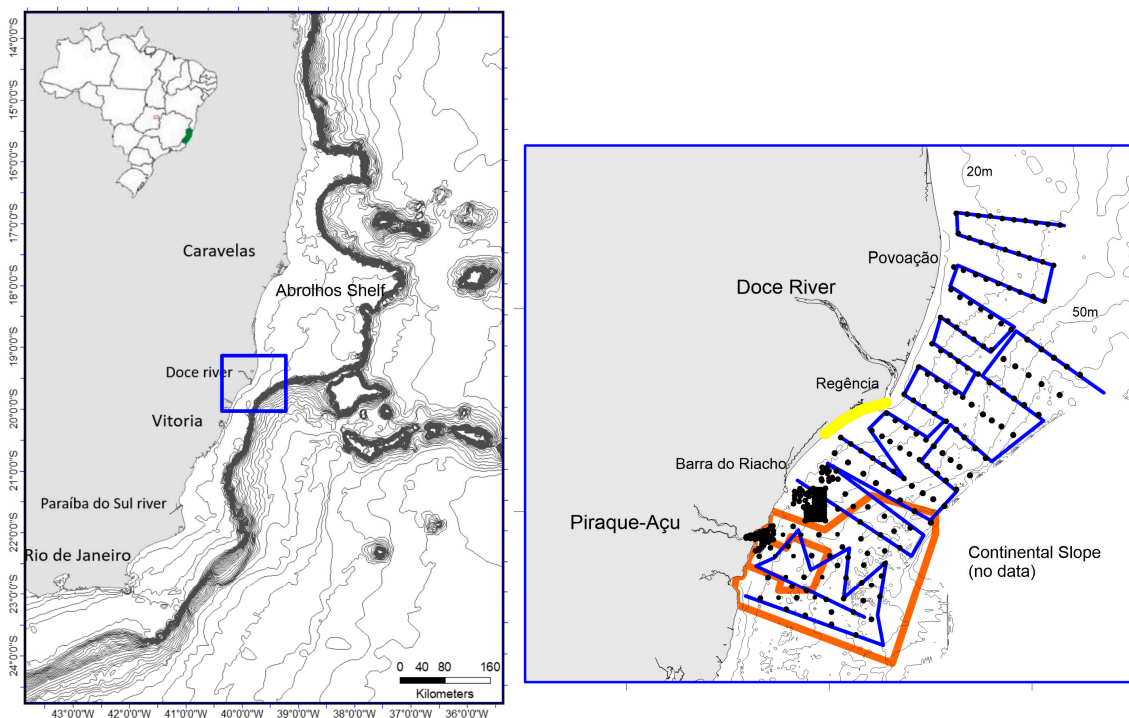 14°0'0"S
15°0'0"S
16°0'0"S
17°0'0"S
18°0'0"S
19°0'0"S
20°0'0"S
21°0'0"S
22°0'0"S
23°0'0"S
24°0'0"S
Caravelas
Abrolhos Shelf
Doce river
Vitoria
Paraíba do Sul river
Rio de Janeiro
0 40 80 160
Kilometers
43°0'0"W
42°0'0"W
41°0'0"W
40°0'0"W
39°0'0"W
38°0'0"W
37°0'0"W
36°0'0"W
20m
Povoação
Doce River
50m
Regência
Barra do Riacho
Piraque-Açu
Continental Slope
(no data)